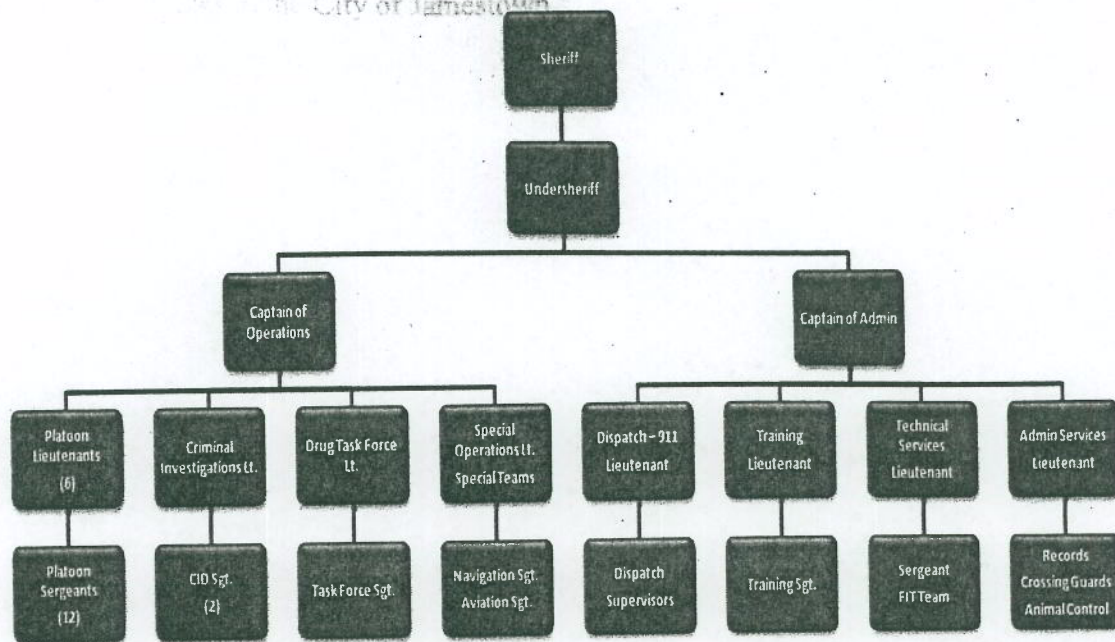 City of Jamestown
Sheriff
Undersheriff
Captain of
Operations
Captain of Admin
Platoon
Lieutenants
(6)
Criminal
Investigations Lt.
Drug Task Force
Lt.
Special
Operations Lt.
Special Teams
Dispatch – 911
Lieutenant
Training
Lieutenant
Technical
Services
Lieutenant
Admin Services
Lieutenant
Platoon
Sergeants
(12)
CID Sgt.
(2)
Task Force Sgt.
Navigation Sgt.
Aviation Sgt.
Dispatch
Supervisors
Training Sgt.
Sergeant
FIT Team
Records
Crossing Guards
Animal Control